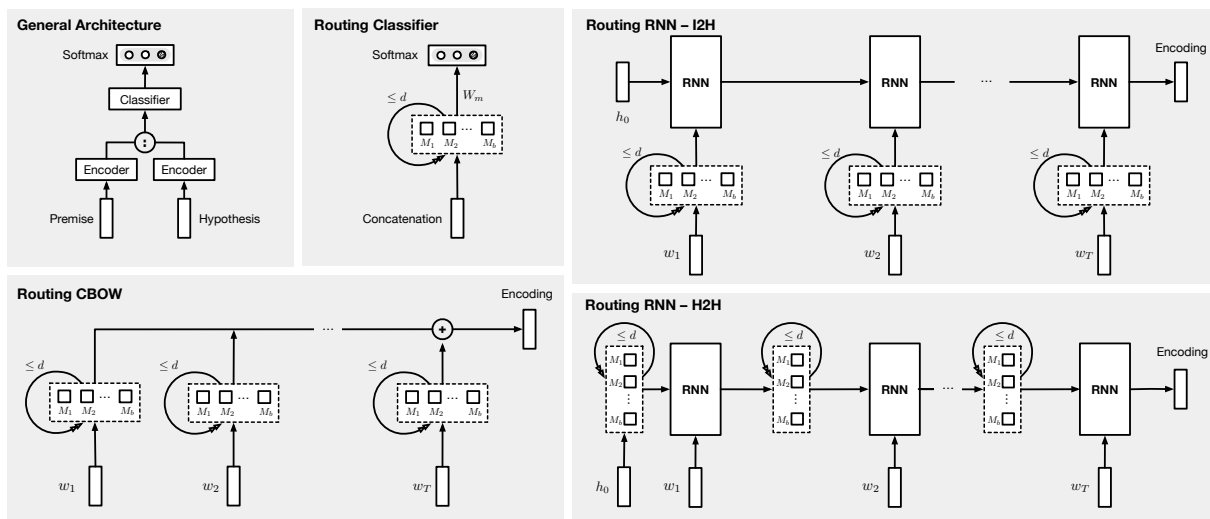 General Architecture
Softmax
Classifier
:
Encoder Encoder
Premise Hypothesis
Routing Classifier
Softmax
≤ d W_m
M_1 M_2 ... M_b
Concatenation
Routing RNN – I2H
Encoding
RNN RNN ... RNN
h_0
≤ d ≤ d ≤ d
... ... ...
M_1 M_2 M_b M_1 M_2 M_b M_1 M_2 M_b
w_1 w_2 w_T
Routing CBOW
Encoding
... +
≤ d ≤ d ≤ d
... ... ...
M_1 M_2 M_b M_1 M_2 M_b M_1 M_2 M_b
w_1 w_2 w_T
Routing RNN – H2H
≤ d ≤ d ≤ d
Encoding
M_1 M_1 M_1
M_2 RNN M_2 RNN ... M_2 RNN
⋮ ⋮ ⋮
M_b M_b M_b
h_0 w_1 w_2 w_T